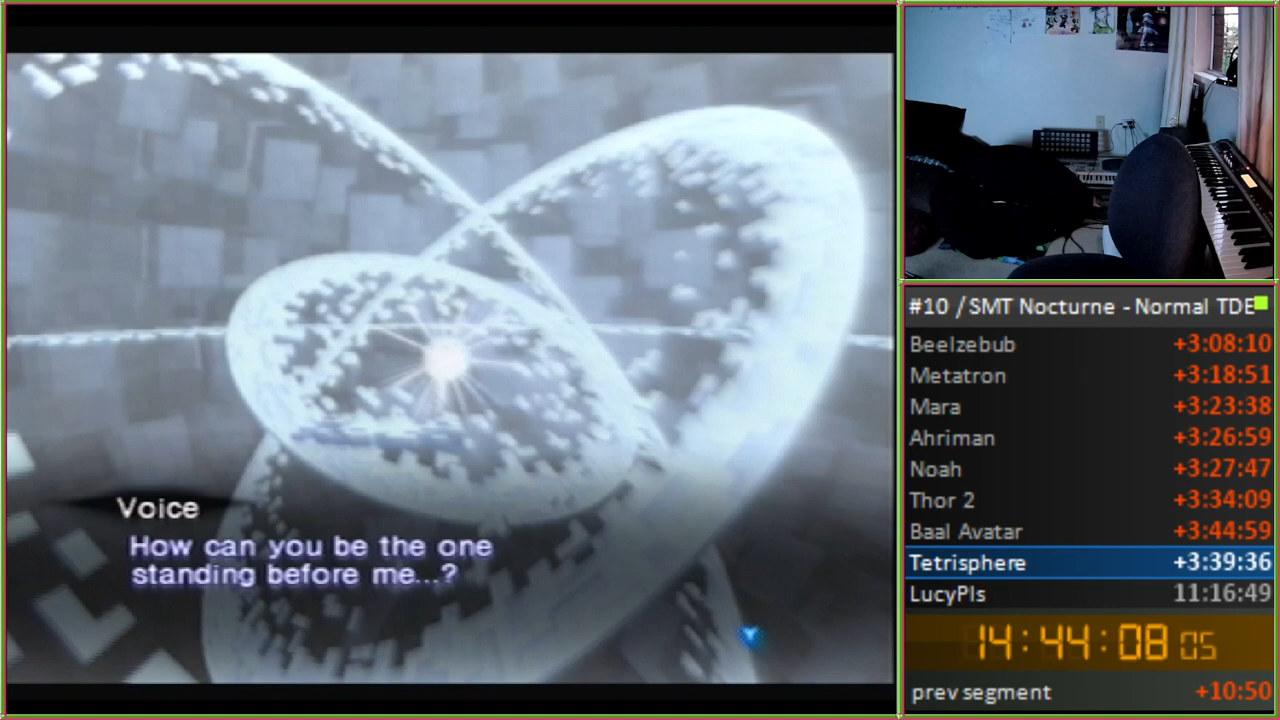 Voice
How can you be the one
standing before me...?
#10 / SMT Nocturne - Normal TDE
Beelzebub +3:08:10
Metatron +3:18:51
Mara +3:23:38
Ahriman +3:26:59
Noah +3:27:47
Thor 2 +3:34:09
Baal Avatar +3:44:59
Tetrisphere +3:39:36
LucyPls 11:16:49
14:44:08 05
prev segment +10:50